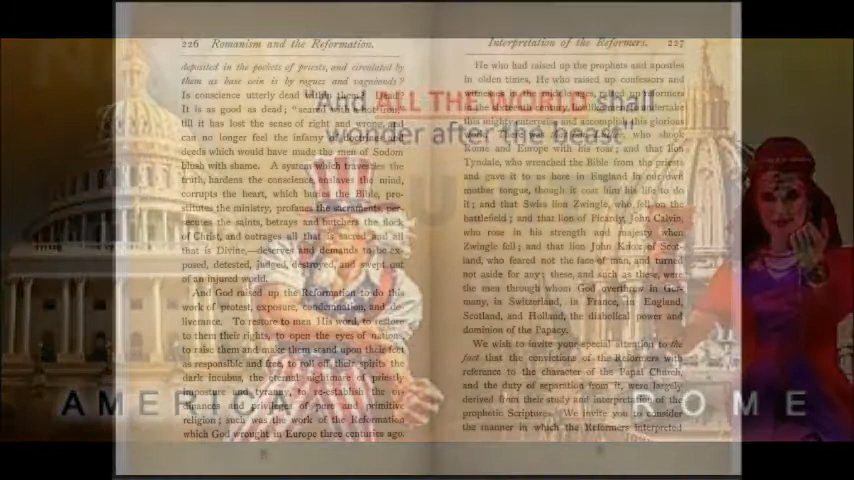 226 Romanism and the Reformation.
deposited in the pockets of priests, and circulated by
them as base coin is by rogues and vagabonds?
Is conscience utterly dead within them? Dead?
It is as good as dead; "seared with a hot iron,"
till it has lost the sense of right and wrong, and
can no longer feel the infamy of
deeds which would have made the men of Sodom
blush with shame. A system which traverses the
truth, hardens the conscience, enslaves the mind,
corrupts the heart, which buries the Bible, pro-
stitutes the ministry, profanes the sacraments, per-
secutes the saints, betrays and butchers the flock
of Christ, and outrages all that is sacred and all
that is Divine,—deserves and demands to be ex-
posed, detested, judged, destroyed, and swept out
of an injured world.
And God raised up the Reformation to do this
work of protest, exposure, condemnation, and de-
liverance. To restore to men His word, to restore
to them their rights, to open the eyes of nations,
to raise them and make them stand upon their feet
as responsible and free, to roll off their spirits the
dark incubus, the eternal nightmare of priestly
imposture and tyranny, to re-establish the
and privileges of pure and primitive
religion; such was the work of the Reformation
which God wrought in Europe three centuries ago.
Interpretation of the Reformers. 227
He who had raised up the prophets and apostles
in olden times, He who raised up confessors and
raised up reformers
in the sixteenth century, undertake
this mighty enterprise and accomplish this glorious
who shook
Rome and Europe with his roar; and that lion
Tyndale, who wrenched the Bible from the priests
and gave it to us here in England in our own
mother tongue, though it cost him his life to do
it; and that Swiss lion Zwingle, who fell on the
battlefield; and that lion of Picardy, John Calvin,
who rose in his strength and majesty when
Zwingle fell; and that lion John Knox of Scot-
land, who feared not the face of man, and turned
not aside for any; these, and such as these, were
the men through whom God overthrew in Ger-
many, in Switzerland, in France, in England,
Scotland, and Holland, the diabolical power and
dominion of the Papacy.
We wish to invite your special attention to the
fact that the convictions of the Reformers with
reference to the character of the Papal Church,
and the duty of separation from it, were largely
derived from their study and interpretation of the
prophetic Scriptures. We invite you to consider
the manner in which the Reformers interpreted
"And ALL THE WORLD shall
wonder after the beast"
AMERICA
ROME